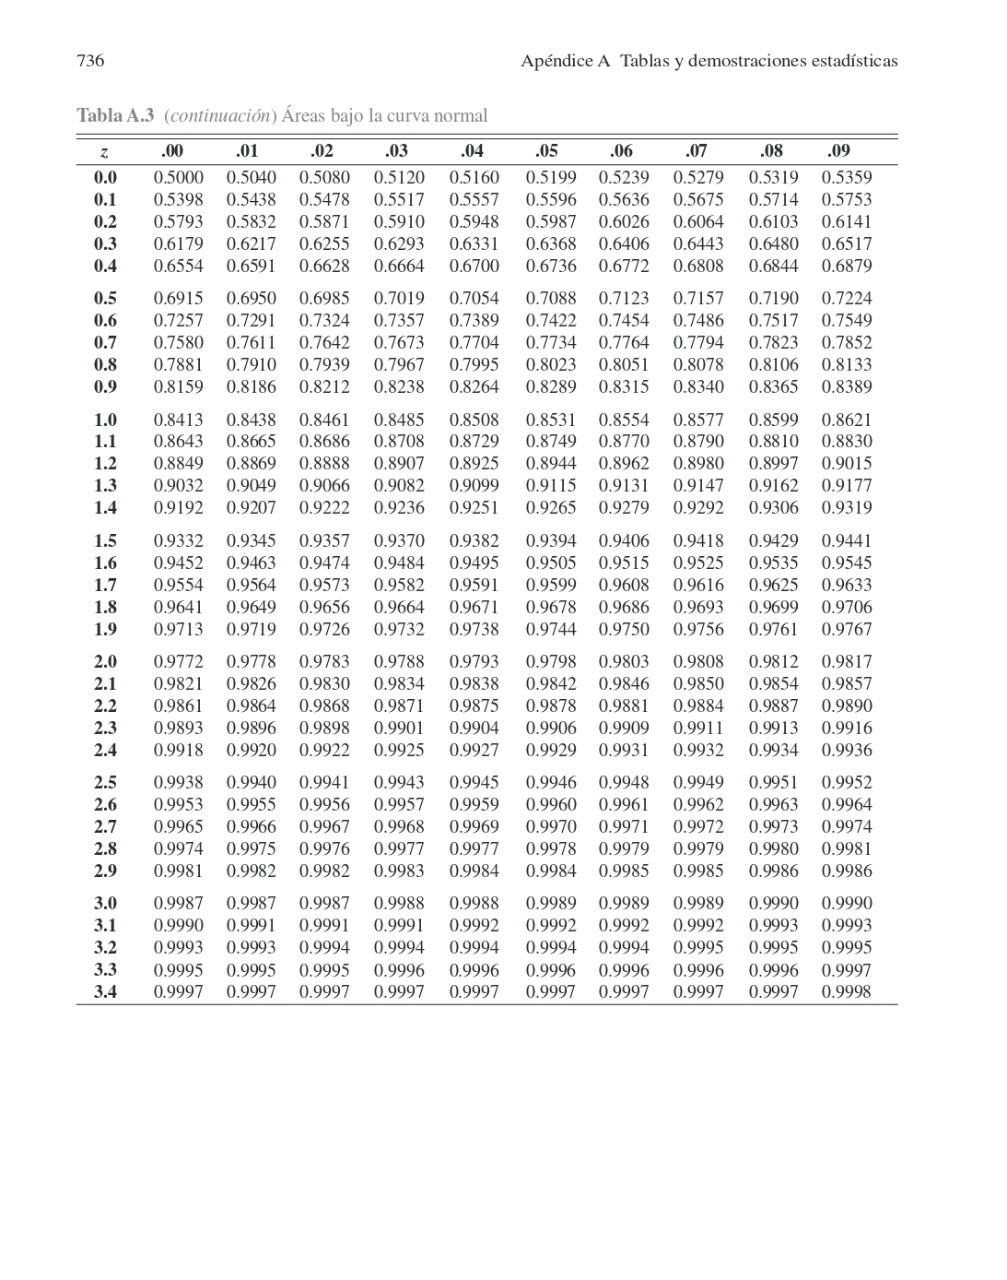 736 Apéndice A Tablas y demostraciones estadísticas
Tabla A.3 (continuación) Áreas bajo la curva normal
z .00 .01 .02 .03 .04 .05 .06 .07 .08 .09
0.0 0.5000 0.5040 0.5080 0.5120 0.5160 0.5199 0.5239 0.5279 0.5319 0.5359
0.1 0.5398 0.5438 0.5478 0.5517 0.5557 0.5596 0.5636 0.5675 0.5714 0.5753
0.2 0.5793 0.5832 0.5871 0.5910 0.5948 0.5987 0.6026 0.6064 0.6103 0.6141
0.3 0.6179 0.6217 0.6255 0.6293 0.6331 0.6368 0.6406 0.6443 0.6480 0.6517
0.4 0.6554 0.6591 0.6628 0.6664 0.6700 0.6736 0.6772 0.6808 0.6844 0.6879
0.5 0.6915 0.6950 0.6985 0.7019 0.7054 0.7088 0.7123 0.7157 0.7190 0.7224
0.6 0.7257 0.7291 0.7324 0.7357 0.7389 0.7422 0.7454 0.7486 0.7517 0.7549
0.7 0.7580 0.7611 0.7642 0.7673 0.7704 0.7734 0.7764 0.7794 0.7823 0.7852
0.8 0.7881 0.7910 0.7939 0.7967 0.7995 0.8023 0.8051 0.8078 0.8106 0.8133
0.9 0.8159 0.8186 0.8212 0.8238 0.8264 0.8289 0.8315 0.8340 0.8365 0.8389
1.0 0.8413 0.8438 0.8461 0.8485 0.8508 0.8531 0.8554 0.8577 0.8599 0.8621
1.1 0.8643 0.8665 0.8686 0.8708 0.8729 0.8749 0.8770 0.8790 0.8810 0.8830
1.2 0.8849 0.8869 0.8888 0.8907 0.8925 0.8944 0.8962 0.8980 0.8997 0.9015
1.3 0.9032 0.9049 0.9066 0.9082 0.9099 0.9115 0.9131 0.9147 0.9162 0.9177
1.4 0.9192 0.9207 0.9222 0.9236 0.9251 0.9265 0.9279 0.9292 0.9306 0.9319
1.5 0.9332 0.9345 0.9357 0.9370 0.9382 0.9394 0.9406 0.9418 0.9429 0.9441
1.6 0.9452 0.9463 0.9474 0.9484 0.9495 0.9505 0.9515 0.9525 0.9535 0.9545
1.7 0.9554 0.9564 0.9573 0.9582 0.9591 0.9599 0.9608 0.9616 0.9625 0.9633
1.8 0.9641 0.9649 0.9656 0.9664 0.9671 0.9678 0.9686 0.9693 0.9699 0.9706
1.9 0.9713 0.9719 0.9726 0.9732 0.9738 0.9744 0.9750 0.9756 0.9761 0.9767
2.0 0.9772 0.9778 0.9783 0.9788 0.9793 0.9798 0.9803 0.9808 0.9812 0.9817
2.1 0.9821 0.9826 0.9830 0.9834 0.9838 0.9842 0.9846 0.9850 0.9854 0.9857
2.2 0.9861 0.9864 0.9868 0.9871 0.9875 0.9878 0.9881 0.9884 0.9887 0.9890
2.3 0.9893 0.9896 0.9898 0.9901 0.9904 0.9906 0.9909 0.9911 0.9913 0.9916
2.4 0.9918 0.9920 0.9922 0.9925 0.9927 0.9929 0.9931 0.9932 0.9934 0.9936
2.5 0.9938 0.9940 0.9941 0.9943 0.9945 0.9946 0.9948 0.9949 0.9951 0.9952
2.6 0.9953 0.9955 0.9956 0.9957 0.9959 0.9960 0.9961 0.9962 0.9963 0.9964
2.7 0.9965 0.9966 0.9967 0.9968 0.9969 0.9970 0.9971 0.9972 0.9973 0.9974
2.8 0.9974 0.9975 0.9976 0.9977 0.9977 0.9978 0.9979 0.9979 0.9980 0.9981
2.9 0.9981 0.9982 0.9982 0.9983 0.9984 0.9984 0.9985 0.9985 0.9986 0.9986
3.0 0.9987 0.9987 0.9987 0.9988 0.9988 0.9989 0.9989 0.9989 0.9990 0.9990
3.1 0.9990 0.9991 0.9991 0.9991 0.9992 0.9992 0.9992 0.9992 0.9993 0.9993
3.2 0.9993 0.9993 0.9994 0.9994 0.9994 0.9994 0.9994 0.9995 0.9995 0.9995
3.3 0.9995 0.9995 0.9995 0.9996 0.9996 0.9996 0.9996 0.9996 0.9996 0.9997
3.4 0.9997 0.9997 0.9997 0.9997 0.9997 0.9997 0.9997 0.9997 0.9997 0.9998